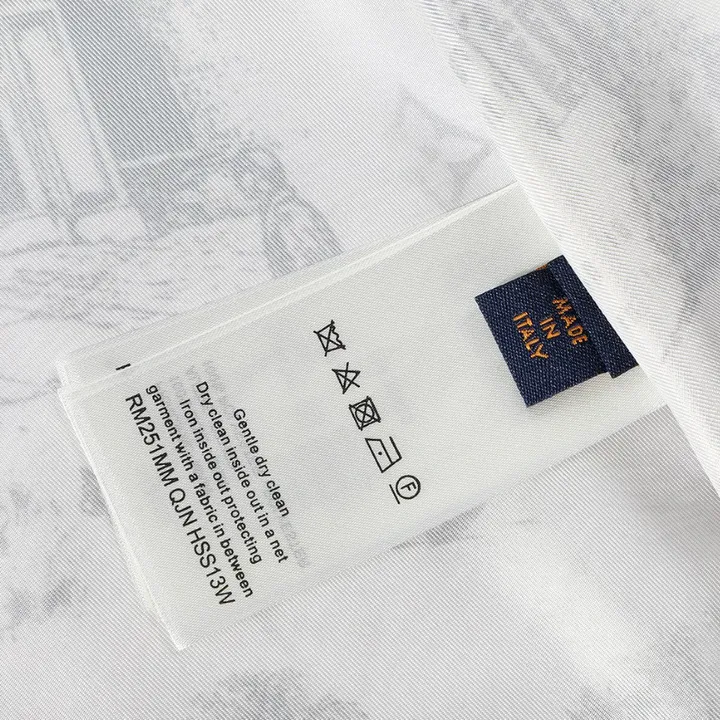 MADE
IN
ITALY
F
Gentle dry clean
Dry clean inside out in a net
Iron inside out protecting
garment with a fabric in between
RM251MM QJN HSS13W